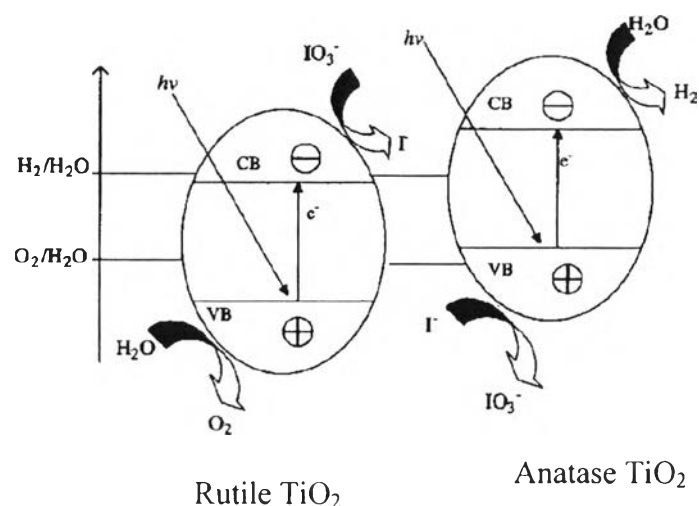 H₂O
IO₃⁻
hν
hν
H₂
CB
⊖
CB
⊖
I⁻
H₂/H₂O
e⁻
e⁻
O₂/H₂O
VB
⊕
VB
⊕
H₂O
I⁻
IO₃⁻
O₂
Rutile TiO₂
Anatase TiO₂